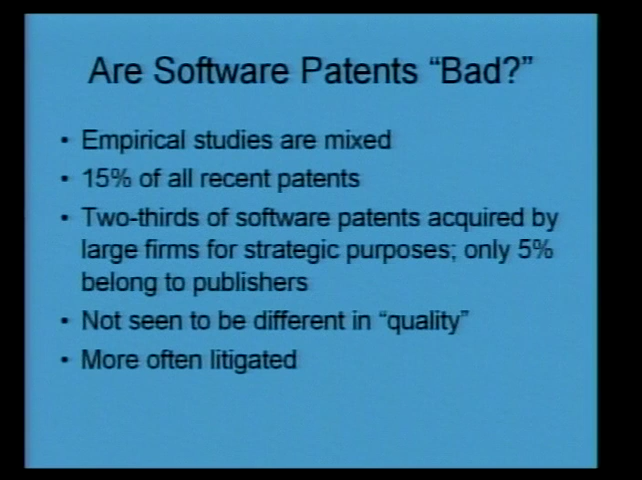 Are Software Patents “Bad?”
• Empirical studies are mixed
• 15% of all recent patents
• Two-thirds of software patents acquired by
large firms for strategic purposes; only 5%
belong to publishers
• Not seen to be different in “quality”
• More often litigated